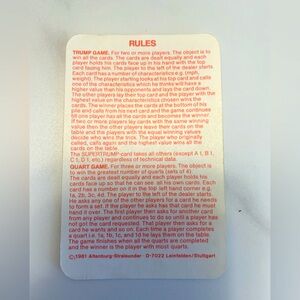 RULES
TRUMP GAME. For two or more players. The object is to
win all the cards. The cards are dealt equally and each
player holds his cards face up in his hand with the top
card facing him. The player to the left of the dealer starts.
Each card has a number of characteristics e.g. (mph,
weight). The player starting looks at his top card and calls
one of the characteristics which he thinks will have a
higher value than his opponents and lays the card down.
The other players lay their top card and the player with the
highest value on the characteristics chosen wins the
cards. The winner places the cards at the bottom of his
pile and calls from his next card and the game continues
till one player has all the cards and becomes the winner.
If two or more players lay cards with the same winning
value then the other players leave their cards on the
table and the players with the equal winning values
decide who wins the trick. The player who originally
called, calls again and the highest value wins all the
cards on the table.
The SUPERTRUMP card takes all others (except A 1, B 1,
C 1, D 1, etc.) regardless of technical data.
QUART GAME. For three or more players. The object is
to win the greatest number of quarts (sets of 4).
The cards are dealt equally and each player holds his
cards face up so that he can see all his own cards. Each
card has a number on it in the top left hand corner e.g.
1a, 2b, 3c, 4d. The player to the left of the dealer starts.
He asks any one of the other players for a card he needs
to form a set. If the player he asks has that card he must
hand it over. The first player then asks for another card
from any player and continues to do so until a player has
not got the card requested. That player then asks for a
card he wants and so on. Each time a player completes
a quart i.e. 1a, 1b, 1c, and 1d he lays them on the table.
The game finishes when all the quarts are completed
and the winner is the player with most quarts.
©1981 Altenburg-Stralsunder D-7022 Leinfelden/Stuttgart